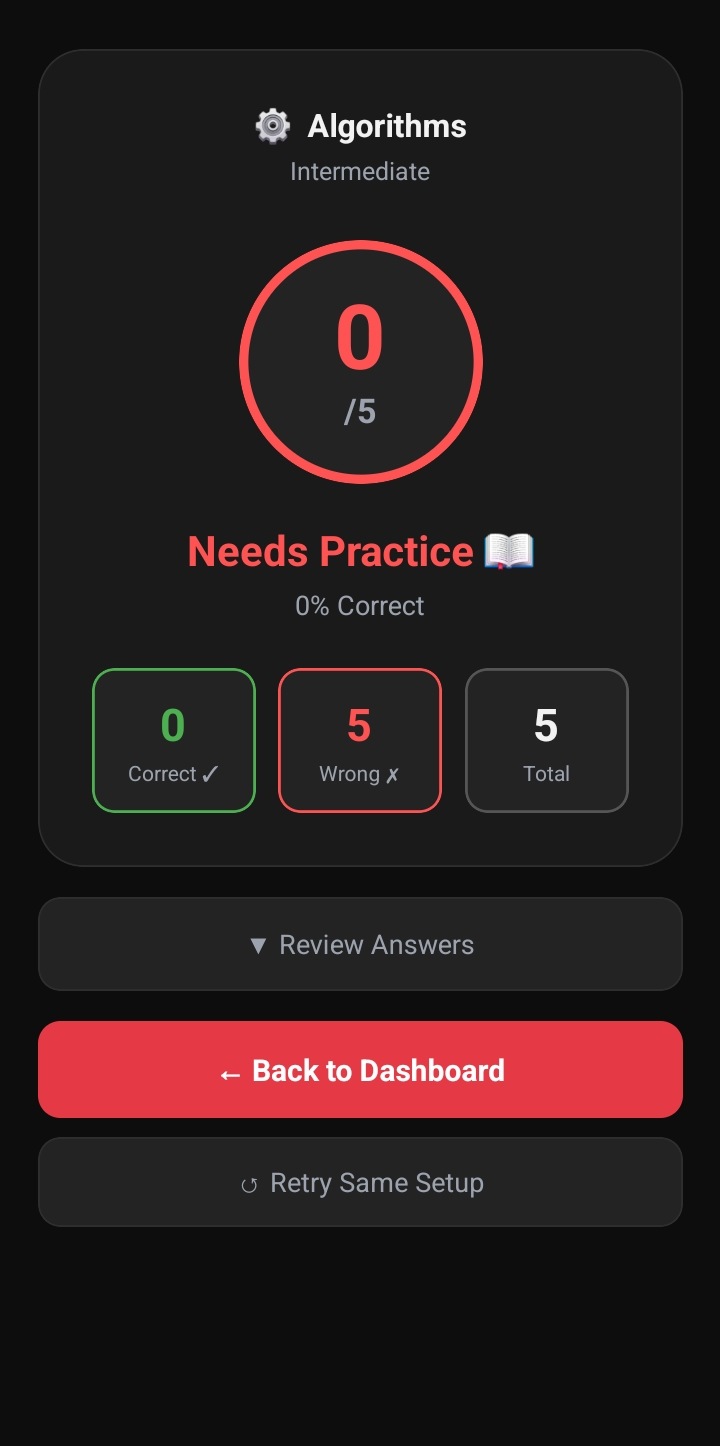 ⚙️ Algorithms
Intermediate
0
/5
Needs Practice 📖
0% Correct
0
Correct ✓
5
Wrong ✗
5
Total
▼ Review Answers
← Back to Dashboard
↺ Retry Same Setup